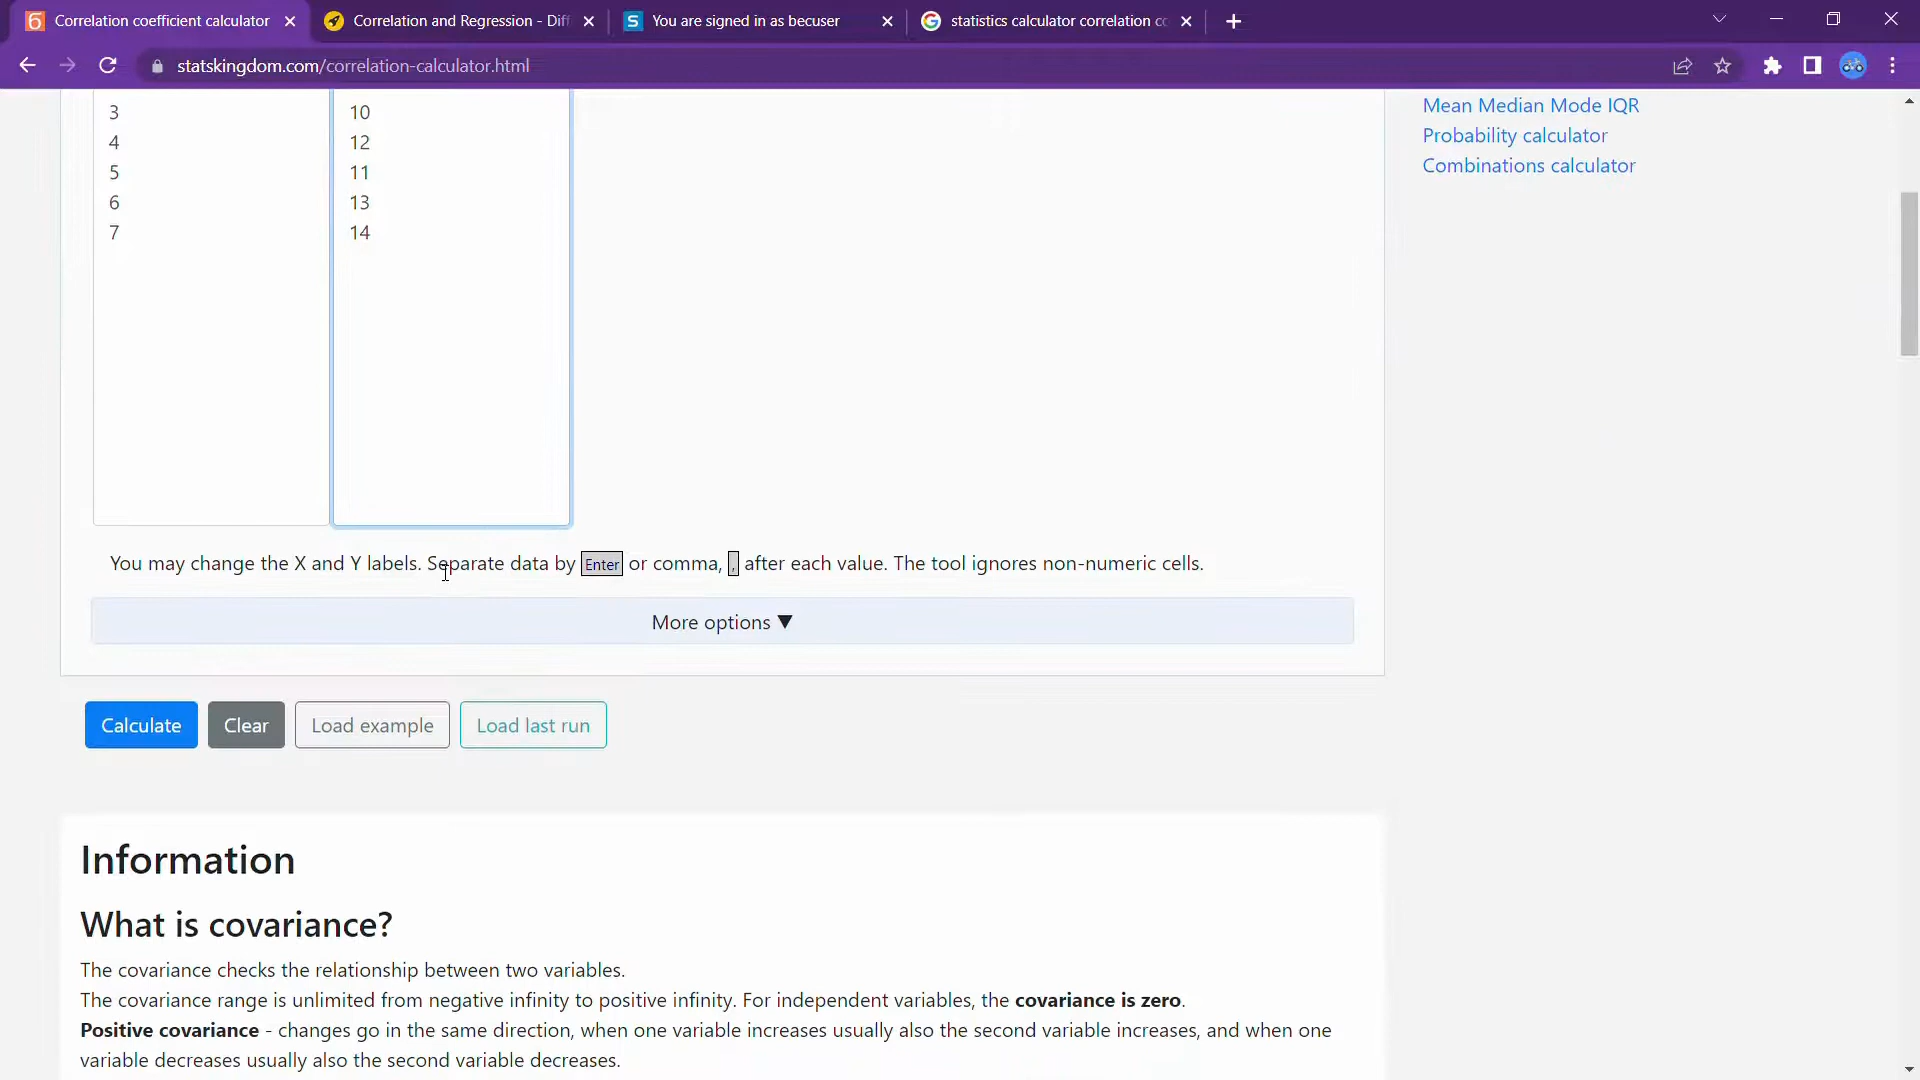 Correlation coefficient calculator
Correlation and Regression - Diff
You are signed in as becuser
statistics calculator correlation co
statskingdom.com/correlation-calculator.html
3 10
4 12
5 11
6 13
7 14
Mean Median Mode IQR
Probability calculator
Combinations calculator
You may change the X and Y labels. Separate data by Enter or comma, , after each value. The tool ignores non-numeric cells.
More options ▼
Calculate Clear Load example Load last run
Information
What is covariance?
The covariance checks the relationship between two variables.
The covariance range is unlimited from negative infinity to positive infinity. For independent variables, the covariance is zero.
Positive covariance - changes go in the same direction, when one variable increases usually also the second variable increases, and when one
variable decreases usually also the second variable decreases.